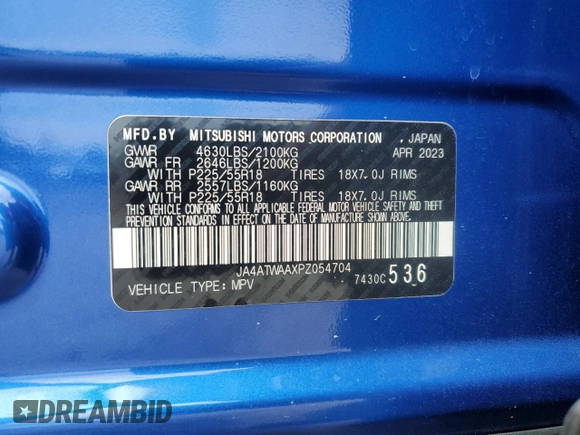 MFD.BY MITSUBISHI MOTORS CORPORATION , JAPAN
GVWR 4630LBS/2100KG APR 2023
GAWR FR 2646LBS/1200KG
WITH P225/55R18 TIRES 18X7.0J RIMS
GAWR RR 2557LBS/1160KG
WITH P225/55R18 TIRES 18X7.0J RIMS
THIS VEHICLE CONFORMS TO ALL APPLICABLE FEDERAL MOTOR VEHICLE SAFETY AND THEFT
PREVENTION STANDARDS IN EFFECT ON THE DATE OF MANUFACTURE SHOWN ABOVE.
JA4ATWAAXPZ054704
VEHICLE TYPE: MPV 7430C 536
DREAMBID